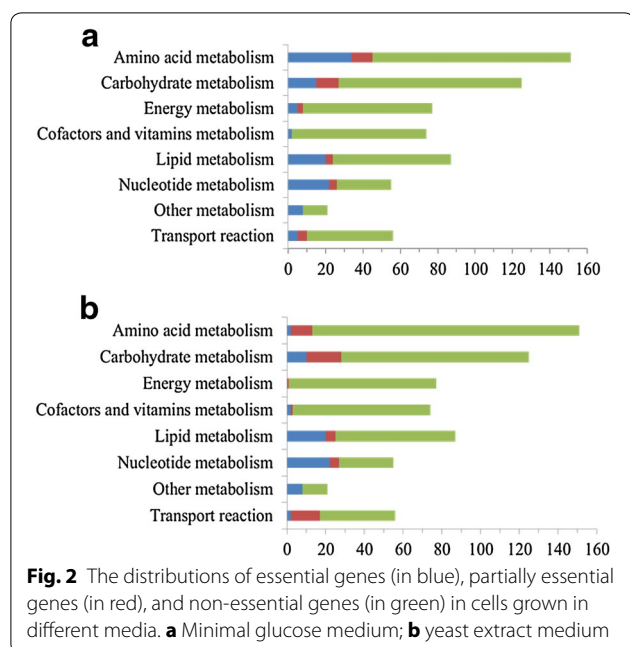 a
Amino acid metabolism
Carbohydrate metabolism
Energy metabolism
Cofactors and vitamins metabolism
Lipid metabolism
Nucleotide metabolism
Other metabolism
Transport reaction
0 20 40 60 80 100 120 140 160
b
Amino acid metabolism
Carbohydrate metabolism
Energy metabolism
Cofactors and vitamins metabolism
Lipid metabolism
Nucleotide metabolism
Other metabolism
Transport reaction
0 20 40 60 80 100 120 140 160
Fig. 2 The distributions of essential genes (in blue), partially essential
genes (in red), and non-essential genes (in green) in cells grown in
different media. a Minimal glucose medium; b yeast extract medium